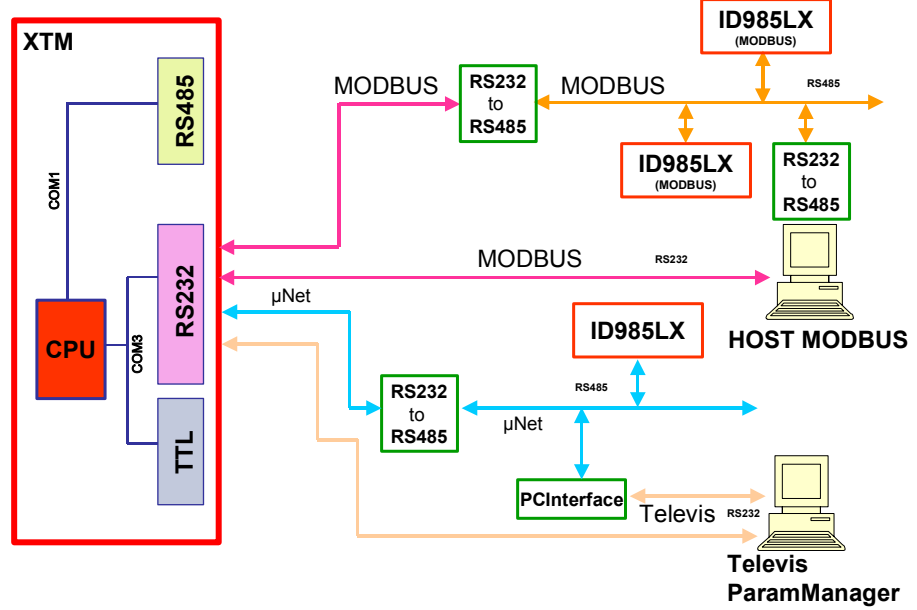 XTM
RS485
COM1
CPU
COM3
RS232
TTL
MODBUS
RS232
to
RS485
MODBUS
ID985LX
(MODBUS)
RS485
ID985LX
(MODBUS)
RS232
to
RS485
MODBUS
RS232
HOST MODBUS
µNet
RS232
to
RS485
ID985LX
RS485
µNet
PCInterface
Televis
RS232
Televis
ParamManager